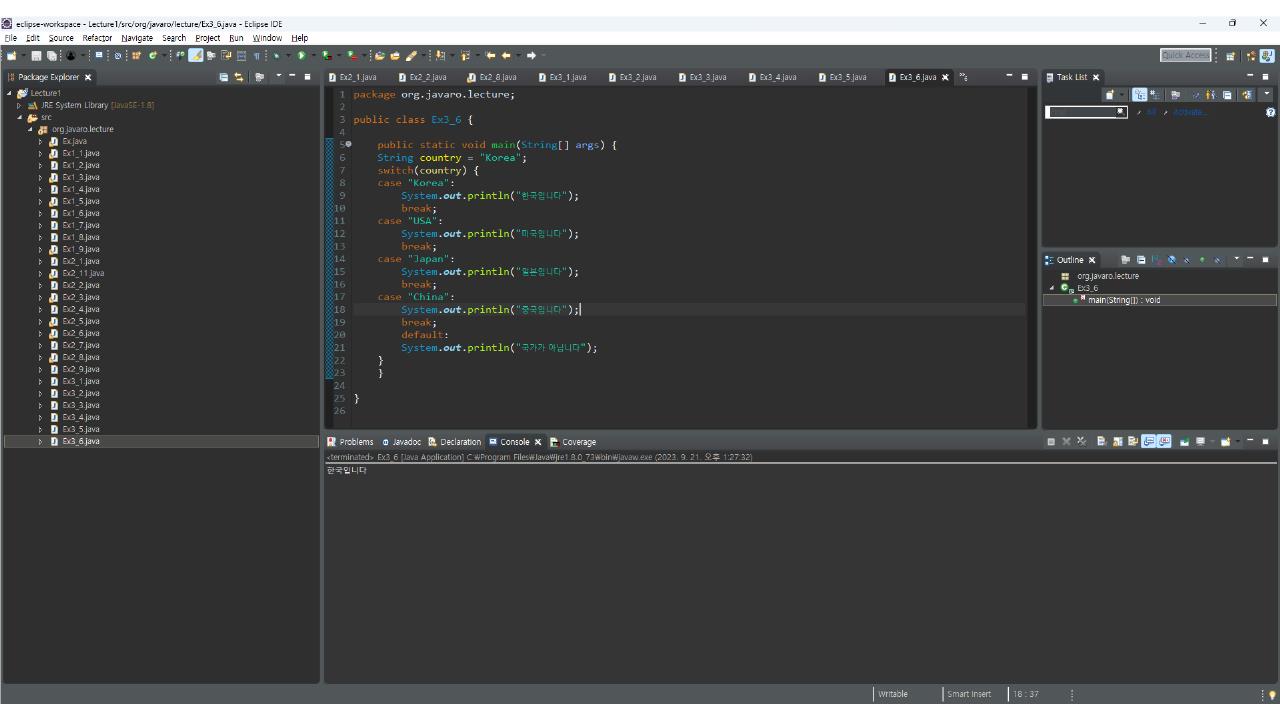 eclipse-workspace - Lecture1/src/org/javaro/lecture/Ex3_6.java - Eclipse IDE
File Edit Source Refactor Navigate Search Project Run Window Help
Quick Access
Package Explorer
Lecture1
JRE System Library [JavaSE-1.8]
src
org.javaro.lecture
Ex.java
Ex1_1.java
Ex1_2.java
Ex1_3.java
Ex1_4.java
Ex1_5.java
Ex1_6.java
Ex1_7.java
Ex1_8.java
Ex1_9.java
Ex2_1.java
Ex2_11.java
Ex2_2.java
Ex2_3.java
Ex2_4.java
Ex2_5.java
Ex2_6.java
Ex2_7.java
Ex2_8.java
Ex2_9.java
Ex3_1.java
Ex3_2.java
Ex3_3.java
Ex3_4.java
Ex3_5.java
Ex3_6.java
Ex2_1.java Ex2_2.java Ex2_8.java Ex3_1.java Ex3_2.java Ex3_3.java Ex3_4.java Ex3_5.java Ex3_6.java
1 package org.javaro.lecture;
2
3 public class Ex3_6 {
4
5 public static void main(String[] args) {
6 String country = "Korea";
7 switch(country) {
8 case "Korea":
9 System.out.println("한국입니다");
10 break;
11 case "USA":
12 System.out.println("미국입니다");
13 break;
14 case "Japan":
15 System.out.println("일본입니다");
16 break;
17 case "China":
18 System.out.println("중국입니다");
19 break;
20 default:
21 System.out.println("국가가 아닙니다");
22 }
23 }
24
25 }
26
Task List
All Activate...
Outline
org.javaro.lecture
Ex3_6
main(String[]) : void
Problems Javadoc Declaration Console Coverage
<terminated> Ex3_6 [Java Application] C:₩Program Files₩Java₩jre1.8.0_73₩bin₩javaw.exe (2023. 9. 21. 오후 1:27:32)
한국입니다
Writable Smart Insert 18 : 37